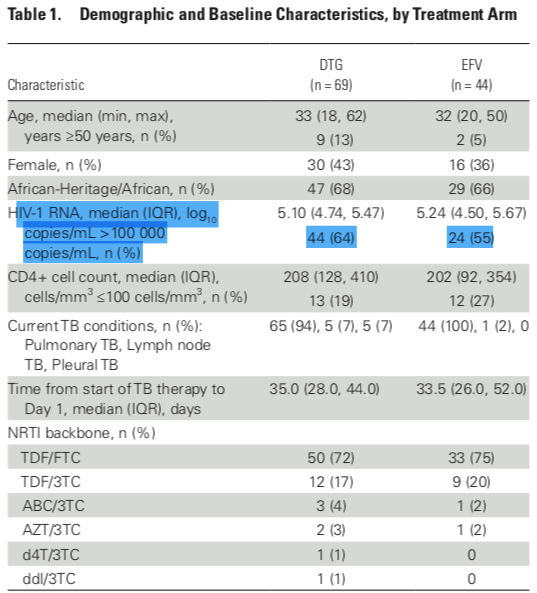 Table 1. Demographic and Baseline Characteristics, by Treatment Arm
DTG EFV
Characteristic (n = 69) (n = 44)
Age, median (min, max), 33 (18, 62) 32 (20, 50)
years ≥50 years, n (%) 9 (13) 2 (5)
Female, n (%) 30 (43) 16 (36)
African-Heritage/African, n (%) 47 (68) 29 (66)
HIV-1 RNA, median (IQR), log10 5.10 (4.74, 5.47) 5.24 (4.50, 5.67)
copies/mL >100 000 44 (64) 24 (55)
copies/mL, n (%)
CD4+ cell count, median (IQR), 208 (128, 410) 202 (92, 354)
cells/mm3 ≤100 cells/mm3, n (%) 13 (19) 12 (27)
Current TB conditions, n (%): 65 (94), 5 (7), 5 (7) 44 (100), 1 (2), 0
Pulmonary TB, Lymph node
TB, Pleural TB
Time from start of TB therapy to 35.0 (28.0, 44.0) 33.5 (26.0, 52.0)
Day 1, median (IQR), days
NRTI backbone, n (%)
TDF/FTC 50 (72) 33 (75)
TDF/3TC 12 (17) 9 (20)
ABC/3TC 3 (4) 1 (2)
AZT/3TC 2 (3) 1 (2)
d4T/3TC 1 (1) 0
ddI/3TC 1 (1) 0